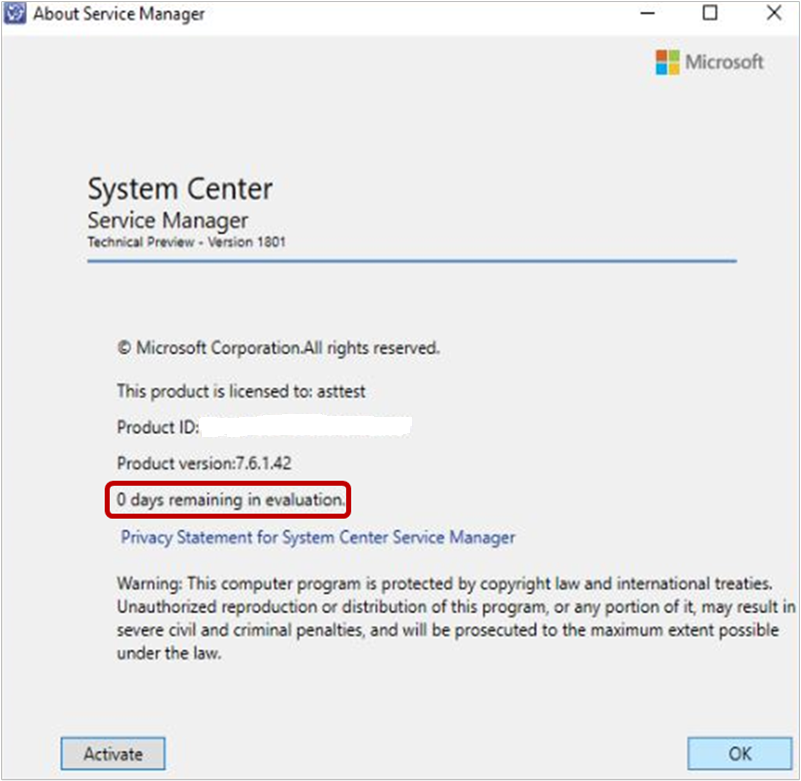 About Service Manager
Microsoft
System Center
Service Manager
Technical Preview - Version 1801
© Microsoft Corporation.All rights reserved.
This product is licensed to: asttest
Product ID:
Product version:7.6.1.42
0 days remaining in evaluation.
Privacy Statement for System Center Service Manager
Warning: This computer program is protected by copyright law and international treaties.
Unauthorized reproduction or distribution of this program, or any portion of it, may result in
severe civil and criminal penalties, and will be prosecuted to the maximum extent possible
under the law.
Activate
OK